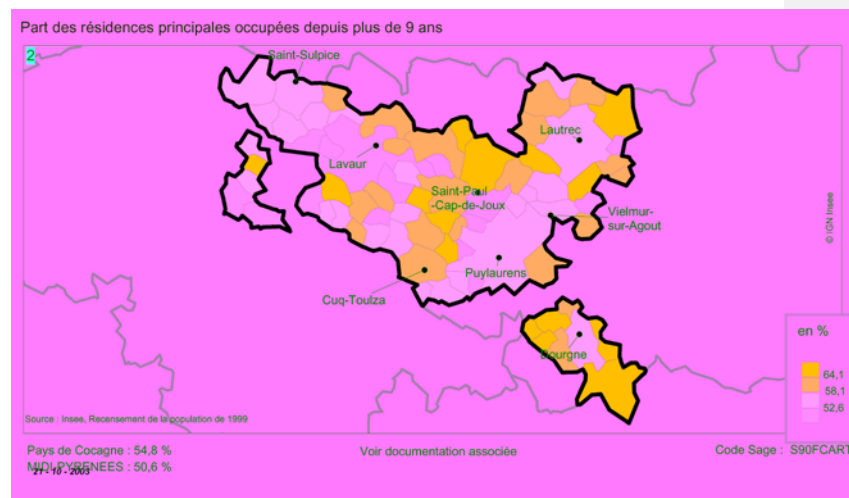 Part des résidences principales occupées depuis plus de 9 ans
2
Saint-Sulpice
Lautrec
Lavaur
Saint-Paul
-Cap-de-Joux
Vielmur-
sur-Agout
© IGN Insee
Puylaurens
Cuq-Toulza
Dourgne
en %
64,1
58,1
52,6
Source : Insee, Recensement de la population de 1999
Pays de Cocagne : 54,8 %
Voir documentation associée
Code Sage : S90FCART
MIDI-PYRENEES : 50,6 %
21 - 10 - 2003